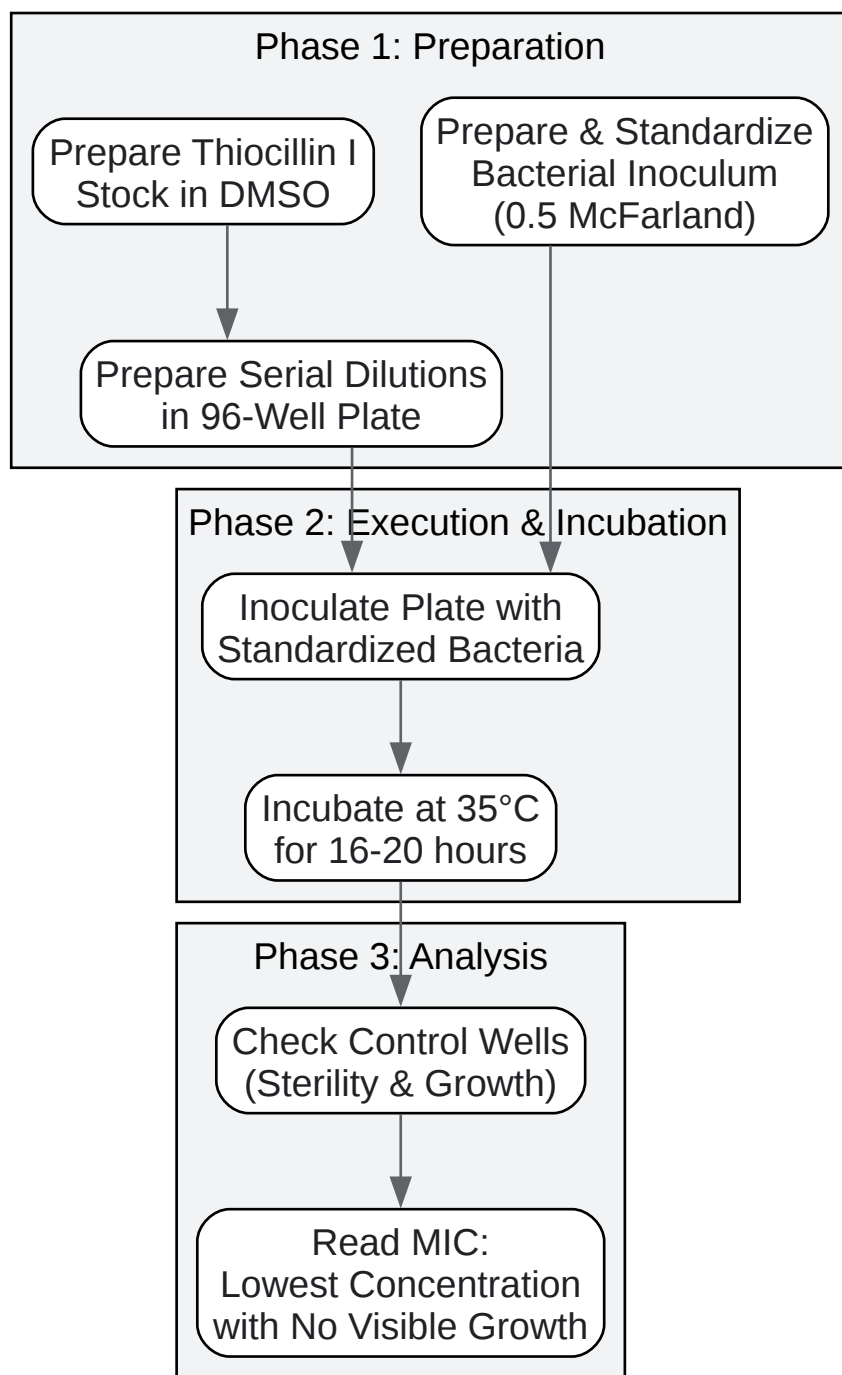 Phase 1: Preparation
Prepare Thiocillin I
Stock in DMSO
Prepare & Standardize
Bacterial Inoculum
(0.5 McFarland)
Prepare Serial Dilutions
in 96-Well Plate
Phase 2: Execution & Incubation
Inoculate Plate with
Standardized Bacteria
Incubate at 35°C
for 16-20 hours
Phase 3: Analysis
Check Control Wells
(Sterility & Growth)
Read MIC:
Lowest Concentration
with No Visible Growth